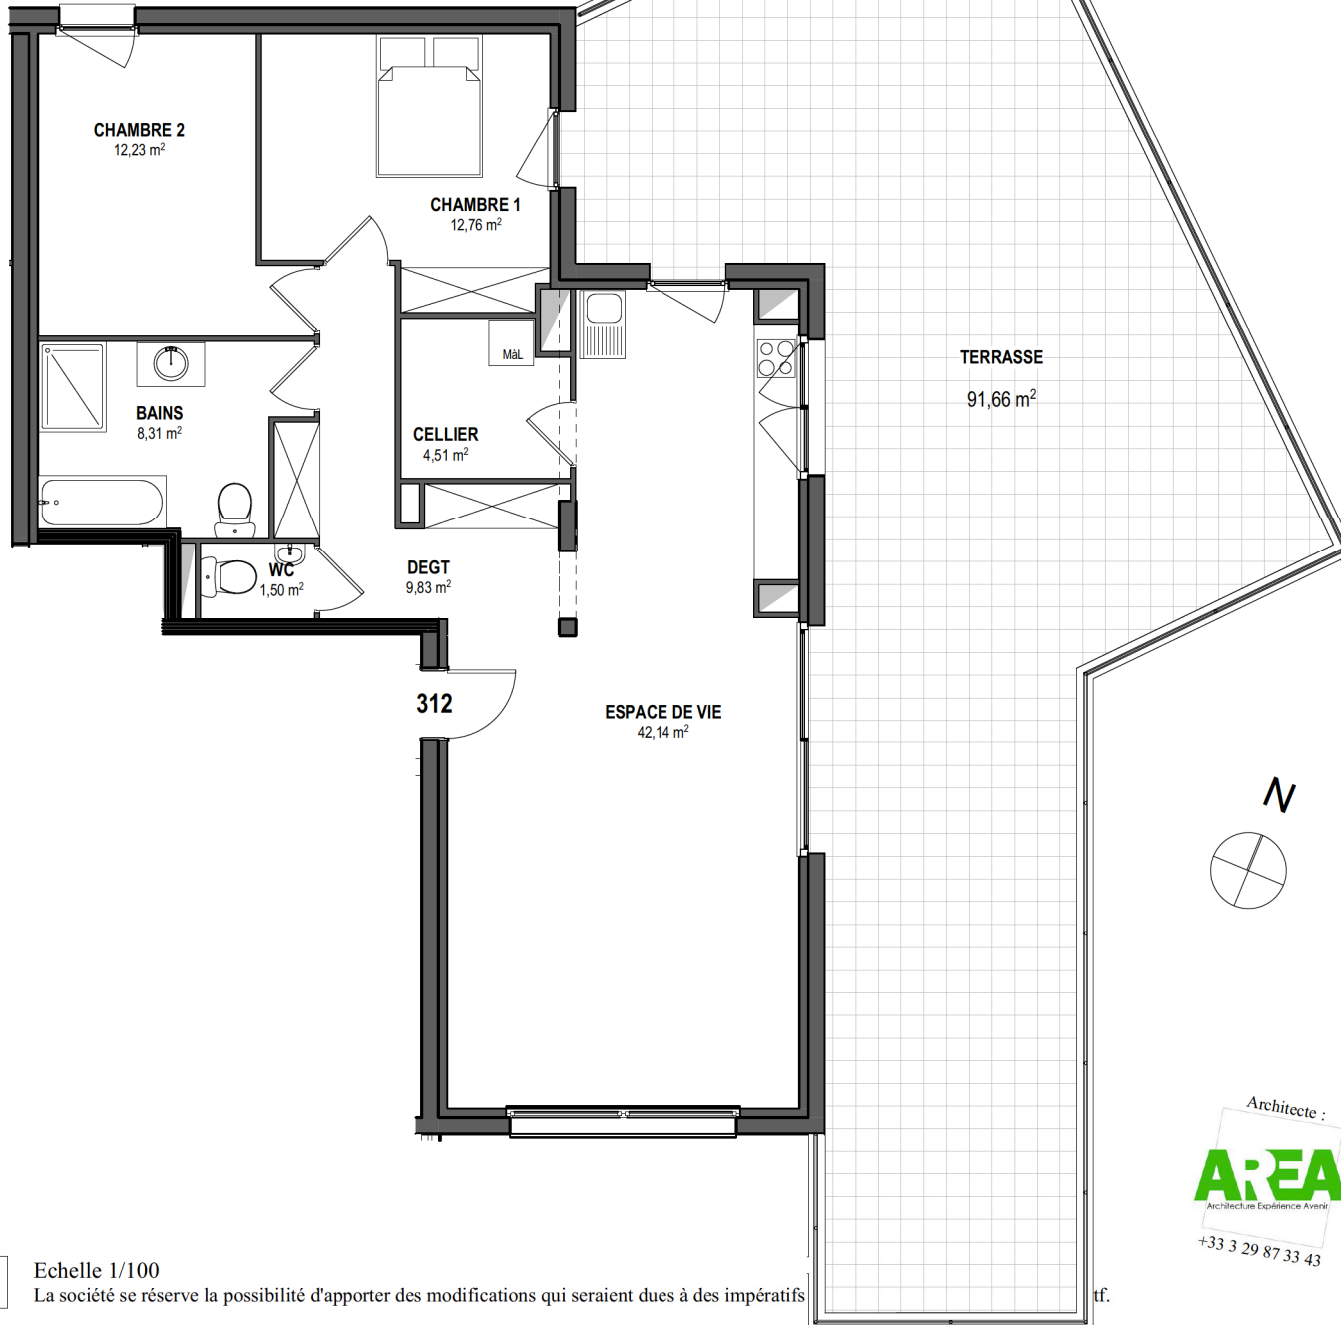 CHAMBRE 2
12,23 m²
CHAMBRE 1
12,76 m²
MàL
TERRASSE
91,66 m²
BAINS
8,31 m²
CELLIER
4,51 m²
WC
1,50 m²
DEGT
9,83 m²
312
ESPACE DE VIE
42,14 m²
N
Architecte :
AREA
Architecture Expérience Avenir
+33 3 29 87 33 43
Echelle 1/100
La société se réserve la possibilité d'apporter des modifications qui seraient dues à des impératifs tf.